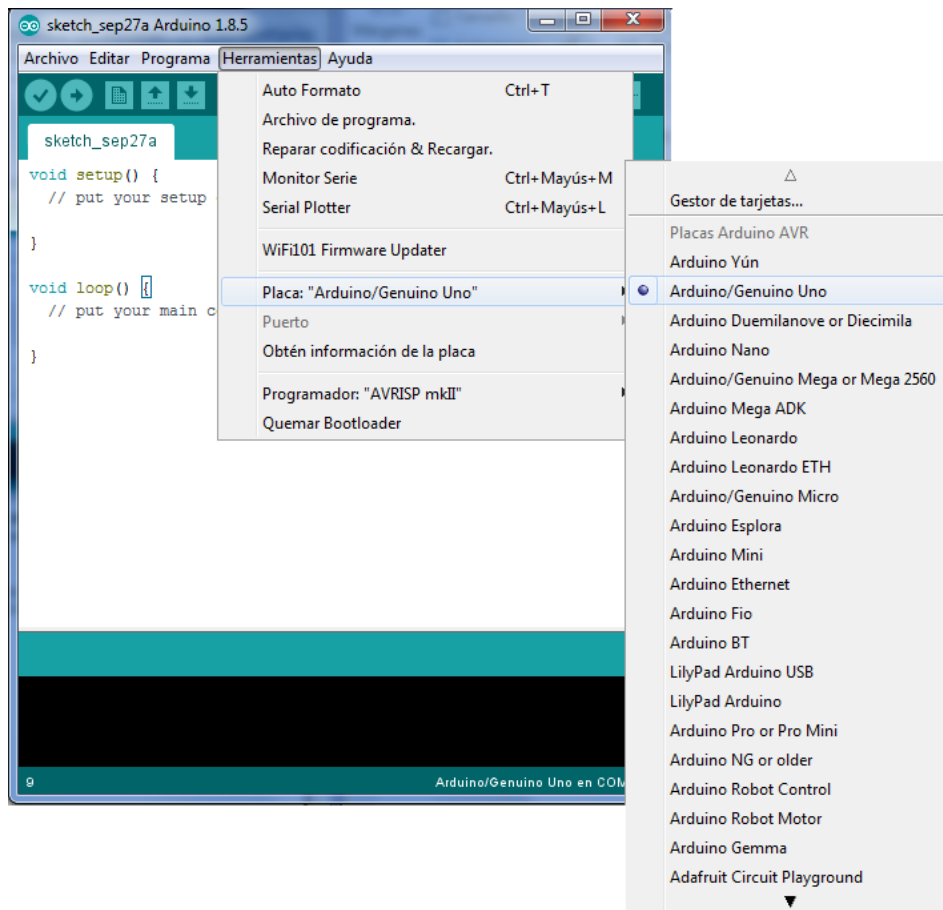 sketch_sep27a Arduino 1.8.5
Archivo Editar Programa Herramientas Ayuda
sketch_sep27a
void setup() {
// put your setup
}
void loop() {
// put your main c
}
Auto Formato Ctrl+T
Archivo de programa.
Reparar codificación & Recargar.
Monitor Serie Ctrl+Mayús+M
Serial Plotter Ctrl+Mayús+L
WiFi101 Firmware Updater
Placa: "Arduino/Genuino Uno"
Puerto
Obtén información de la placa
Programador: "AVRISP mkII"
Quemar Bootloader
Gestor de tarjetas...
Placas Arduino AVR
Arduino Yún
Arduino/Genuino Uno
Arduino Duemilanove or Diecimila
Arduino Nano
Arduino/Genuino Mega or Mega 2560
Arduino Mega ADK
Arduino Leonardo
Arduino Leonardo ETH
Arduino/Genuino Micro
Arduino Esplora
Arduino Mini
Arduino Ethernet
Arduino Fio
Arduino BT
LilyPad Arduino USB
LilyPad Arduino
Arduino Pro or Pro Mini
Arduino NG or older
Arduino Robot Control
Arduino Robot Motor
Arduino Gemma
Adafruit Circuit Playground
9 Arduino/Genuino Uno en COM